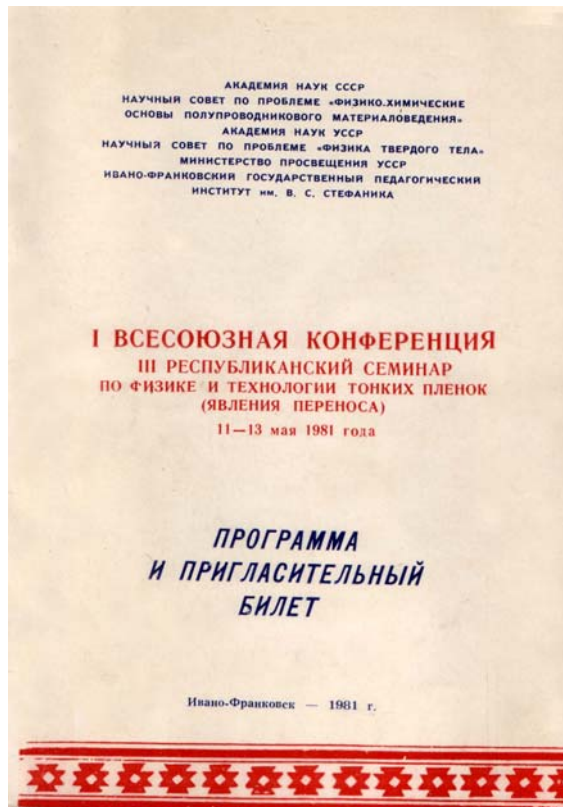 АКАДЕМИЯ НАУК СССР
НАУЧНЫЙ СОВЕТ ПО ПРОБЛЕМЕ «ФИЗИКО-ХИМИЧЕСКИЕ
ОСНОВЫ ПОЛУПРОВОДНИКОВОГО МАТЕРИАЛОВЕДЕНИЯ»
АКАДЕМИЯ НАУК УССР
НАУЧНЫЙ СОВЕТ ПО ПРОБЛЕМЕ «ФИЗИКА ТВЕРДОГО ТЕЛА»
МИНИСТЕРСТВО ПРОСВЕЩЕНИЯ УССР
ИВАНО-ФРАНКОВСКИЙ ГОСУДАРСТВЕННЫЙ ПЕДАГОГИЧЕСКИЙ
ИНСТИТУТ им. В. С. СТЕФАНИКА
I ВСЕСОЮЗНАЯ КОНФЕРЕНЦИЯ
III РЕСПУБЛИКАНСКИЙ СЕМИНАР
ПО ФИЗИКЕ И ТЕХНОЛОГИИ ТОНКИХ ПЛЕНОК
(ЯВЛЕНИЯ ПЕРЕНОСА)
11—13 мая 1981 года
ПРОГРАММА
И ПРИГЛАСИТЕЛЬНЫЙ
БИЛЕТ
Ивано-Франковск — 1981 г.